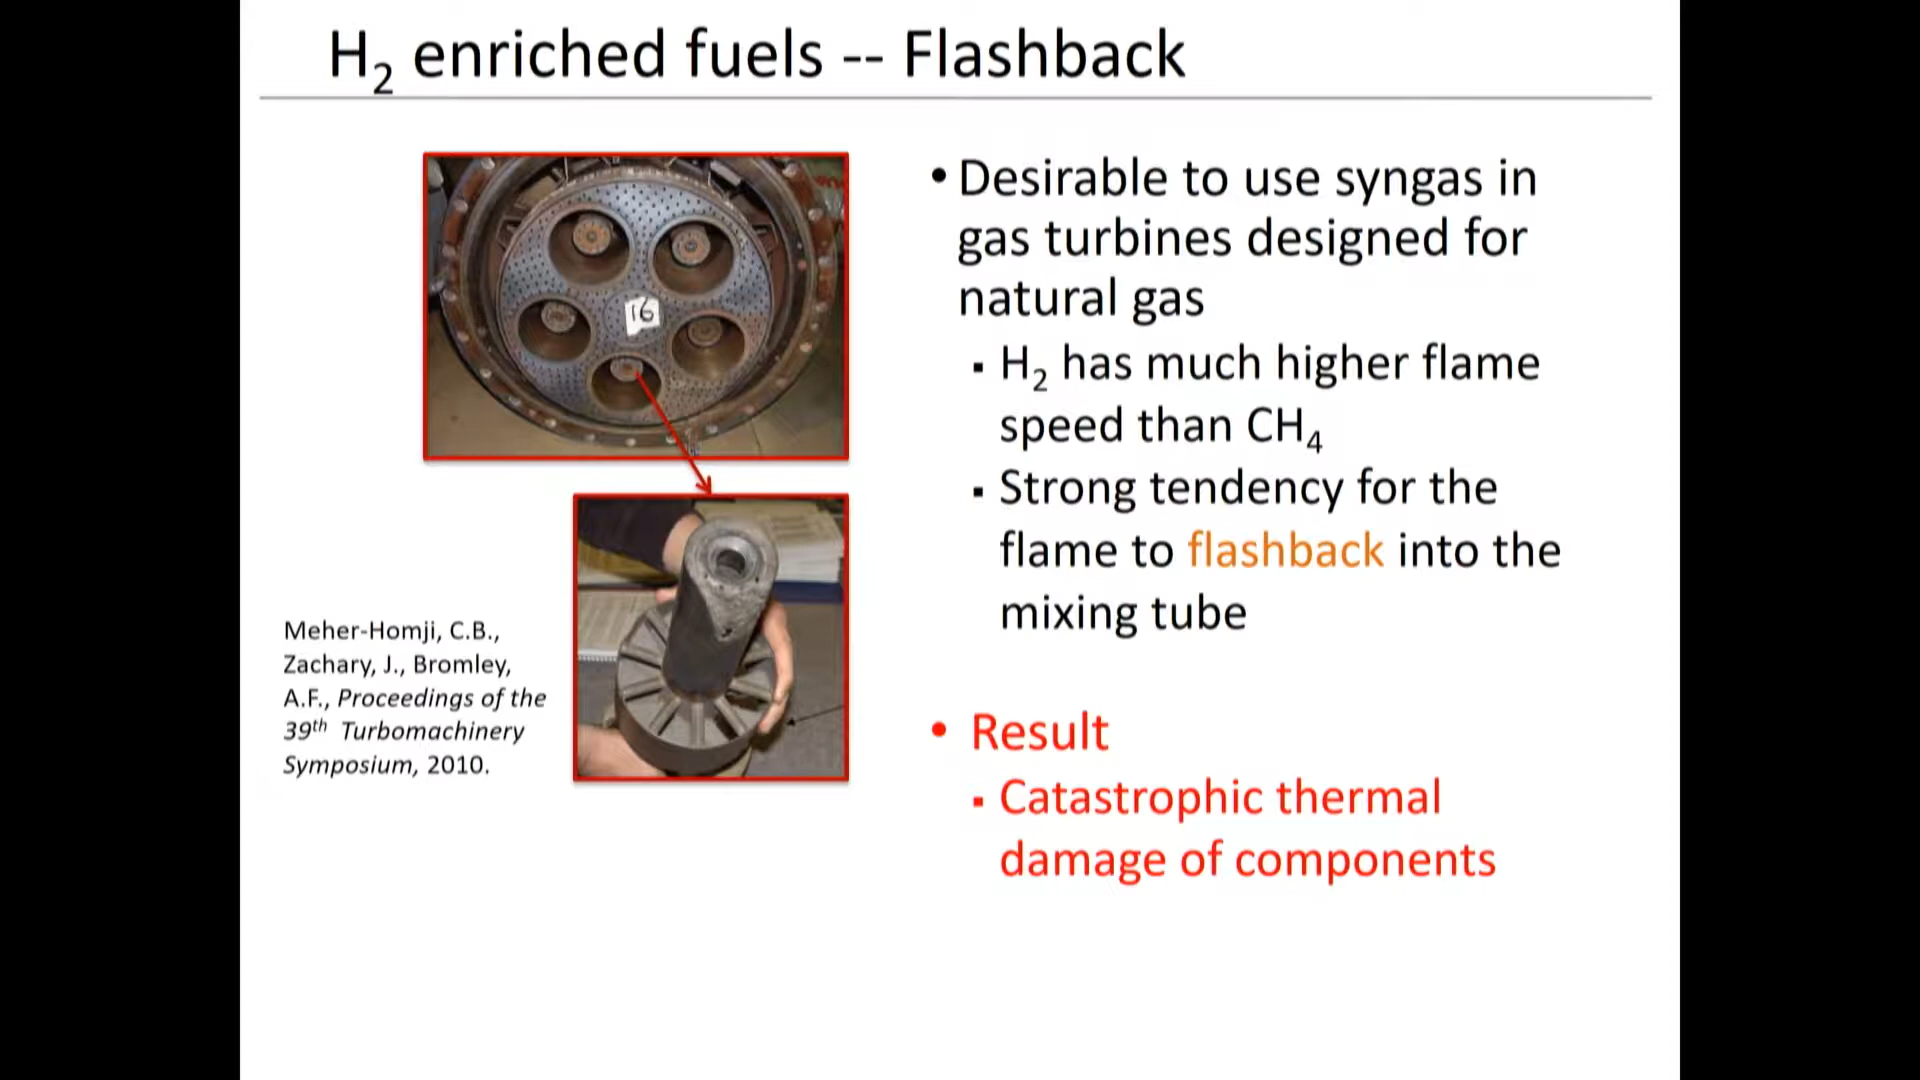 H₂ enriched fuels -- Flashback
16
Meher-Homji, C.B.,
Zachary, J., Bromley,
A.F., Proceedings of the
39th Turbomachinery
Symposium, 2010.
• Desirable to use syngas in
gas turbines designed for
natural gas
▪ H₂ has much higher flame
speed than CH₄
▪ Strong tendency for the
flame to flashback into the
mixing tube
• Result
▪ Catastrophic thermal
damage of components